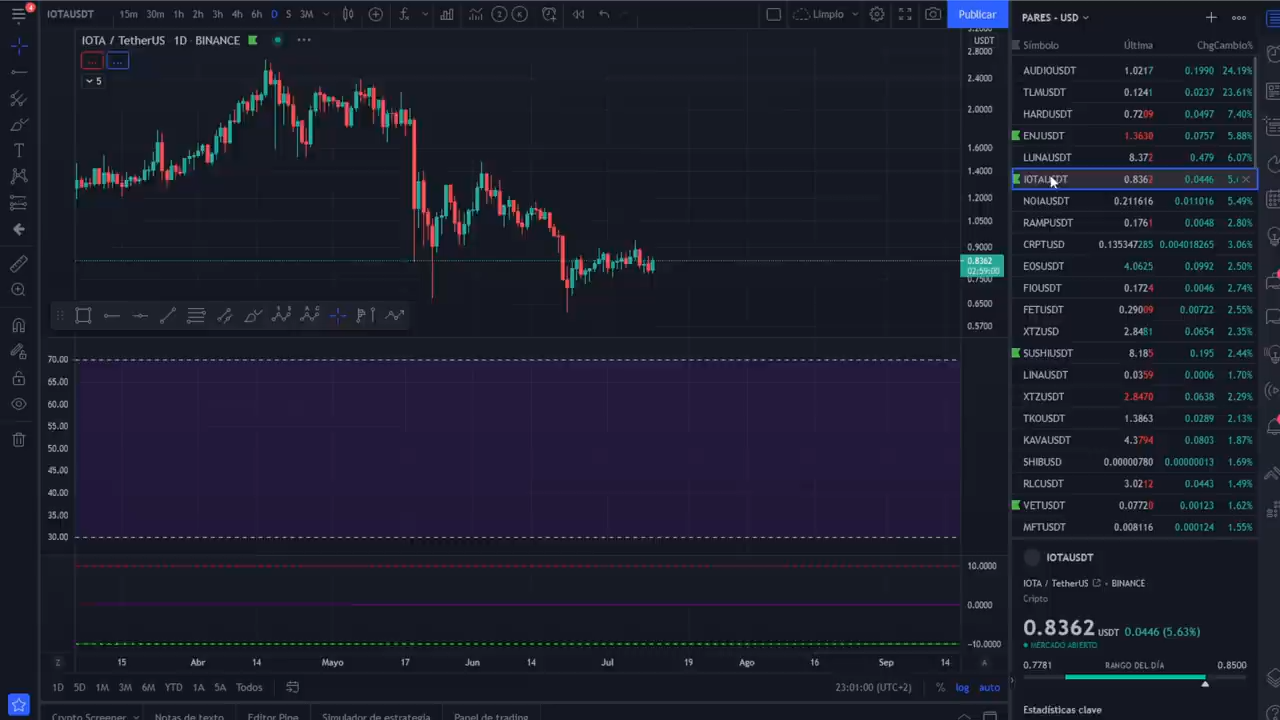 4
IOTAUSDT 15m 30m 1h 2h 3h 4h 6h D S 3M Limpio Publicar
IOTA / TetherUS 1D · BINANCE
5
USDT
2.8000
2.4000
2.0000
1.6000
1.4000
1.2000
1.0500
0.9000
0.8362
02:59:00
0.6500
0.5700
70.00
65.00
60.00
55.00
50.00
45.00
40.00
35.00
30.00
10.0000
0.0000
−10.0000
Z 15 Abr 14 Mayo 17 Jun 14 Jul 19 Ago 16 Sep 14 A
1D 5D 1M 3M 6M YTD 1A 5A Todos 23:01:00 (UTC+2) % log auto
Crypto Screener Notas de texto Editor Pine Simulador de estrategia Panel de trading
PARES - USD
Símbolo Última Chg Cambio%
AUDIOUSDT 1.0217 0.1990 24.19%
TLMUSDT 0.1241 0.0237 23.61%
HARDUSDT 0.7209 0.0497 7.40%
ENJUSDT 1.3630 0.0757 5.88%
LUNAUSDT 8.372 0.479 6.07%
IOTAUSDT 0.8362 0.0446
NOIAUSDT 0.211616 0.011016 5.49%
RAMPUSDT 0.1761 0.0048 2.80%
CRPTUSD 0.135347285 0.004018265 3.06%
EOSUSDT 4.0625 0.0992 2.50%
FIOUSDT 0.1724 0.0046 2.74%
FETUSDT 0.29009 0.00722 2.55%
XTZUSD 2.8481 0.0654 2.35%
SUSHIUSDT 8.185 0.195 2.44%
LINAUSDT 0.0359 0.0006 1.70%
XTZUSDT 2.8470 0.0638 2.29%
TKOUSDT 1.3863 0.0289 2.13%
KAVAUSDT 4.3794 0.0803 1.87%
SHIBUSD 0.00000780 0.00000013 1.69%
RLCUSDT 3.0212 0.0443 1.49%
VETUSDT 0.07720 0.00123 1.62%
MFTUSDT 0.008116 0.000124 1.55%
IOTAUSDT
IOTA / TetherUS · BINANCE
Cripto
0.8362 USDT 0.0446 (5.63%)
MERCADO ABIERTO
0.7781 RANGO DEL DÍA 0.8500
Estadísticas clave